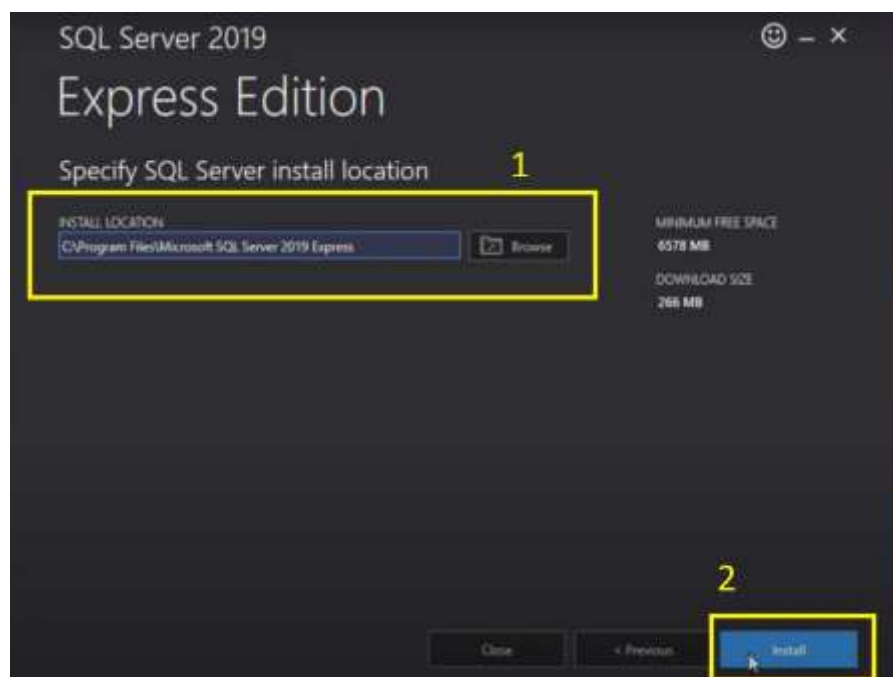 SQL Server 2019
Express Edition
Specify SQL Server install location
1
INSTALL LOCATION
C:\Program Files\Microsoft SQL Server 2019 Express
Browse
MINIMUM FREE SPACE
6578 MB
DOWNLOAD SIZE
266 MB
2
Close
< Previous
Install